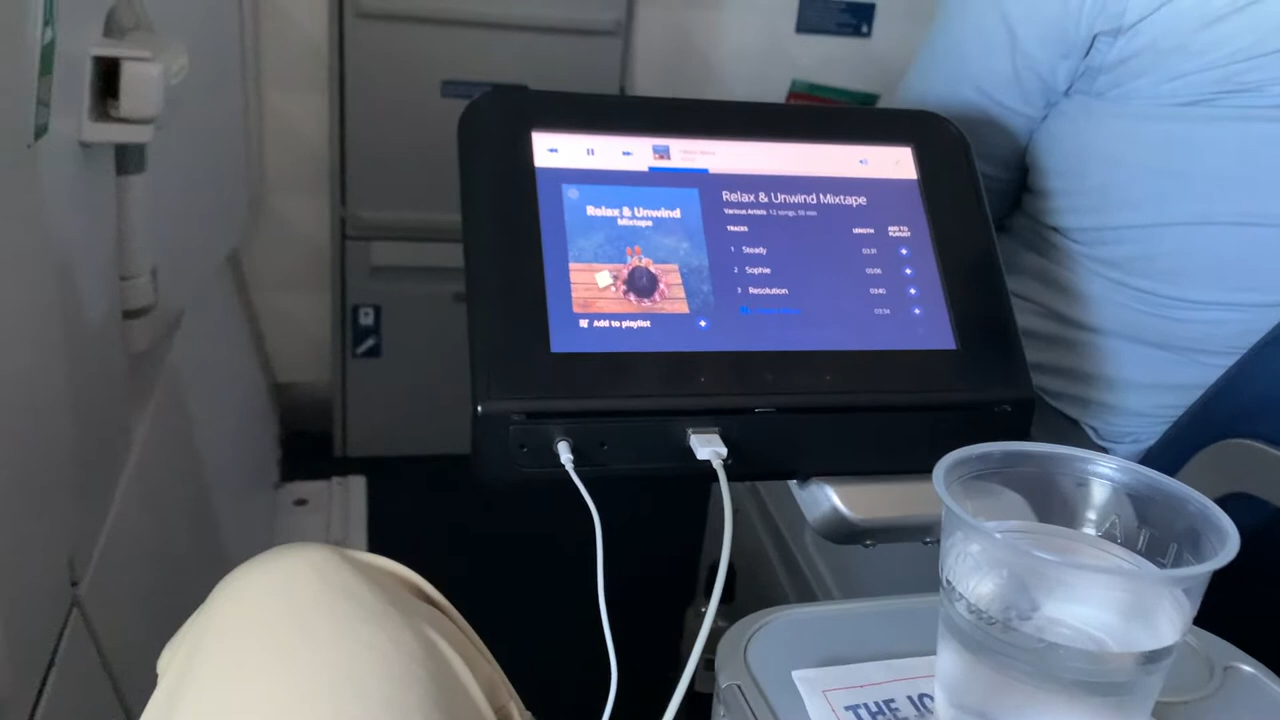 Relax & Unwind
Mixtape
Add to playlist
Relax & Unwind Mixtape
Various Artists 12 songs, 55 min
TRACKS LENGTH ADD TO
PLAYLIST
1 Steady 03:31
2 Sophie 03:06
3 Resolution 03:40
03:34
THE JO